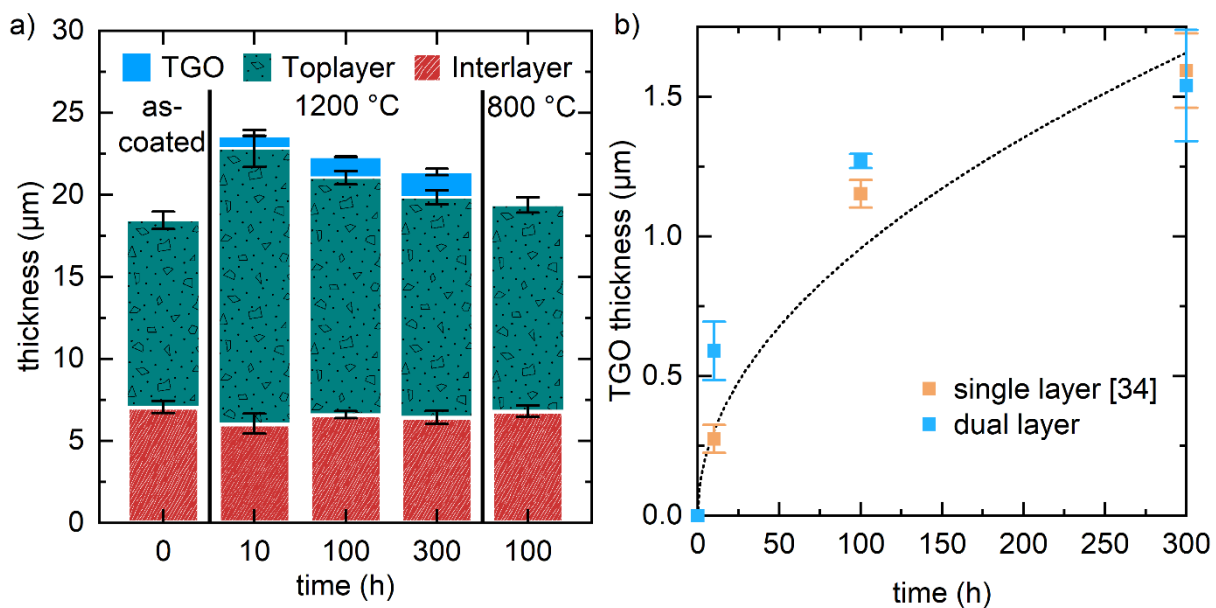 a)
30
25
20
15
10
5
0
thickness (µm)
TGO Toplayer Interlayer
as-
coated
1200 °C
800 °C
0 10 100 300 100
time (h)
b)
1.5
1.0
0.5
0.0
TGO thickness (µm)
single layer [34]
dual layer
0 50 100 150 200 250 300
time (h)